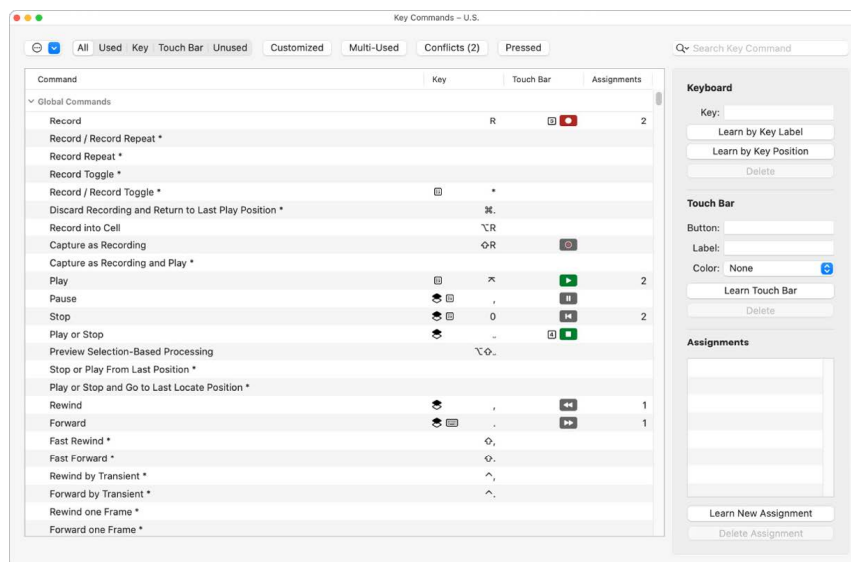 Key Commands – U.S.
All Used Key Touch Bar Unused Customized Multi-Used Conflicts (2) Pressed Search Key Command
Command Key Touch Bar Assignments
Global Commands
Record R 3 2
Record / Record Repeat *
Record Repeat *
Record Toggle *
Record / Record Toggle * *
Discard Recording and Return to Last Play Position * ⌘.
Record into Cell ⌥R
Capture as Recording ⇧R
Capture as Recording and Play *
Play ⌤ 2
Pause ,
Stop 0 2
Play or Stop 4
Preview Selection-Based Processing ⌥⇧
Stop or Play From Last Position *
Play or Stop and Go to Last Locate Position *
Rewind , 1
Forward . 1
Fast Rewind * ⇧,
Fast Forward * ⇧.
Rewind by Transient * ^,
Forward by Transient * ^.
Rewind one Frame *
Forward one Frame *
Keyboard
Key:
Learn by Key Label
Learn by Key Position
Delete
Touch Bar
Button:
Label:
Color: None
Learn Touch Bar
Delete
Assignments
Learn New Assignment
Delete Assignment